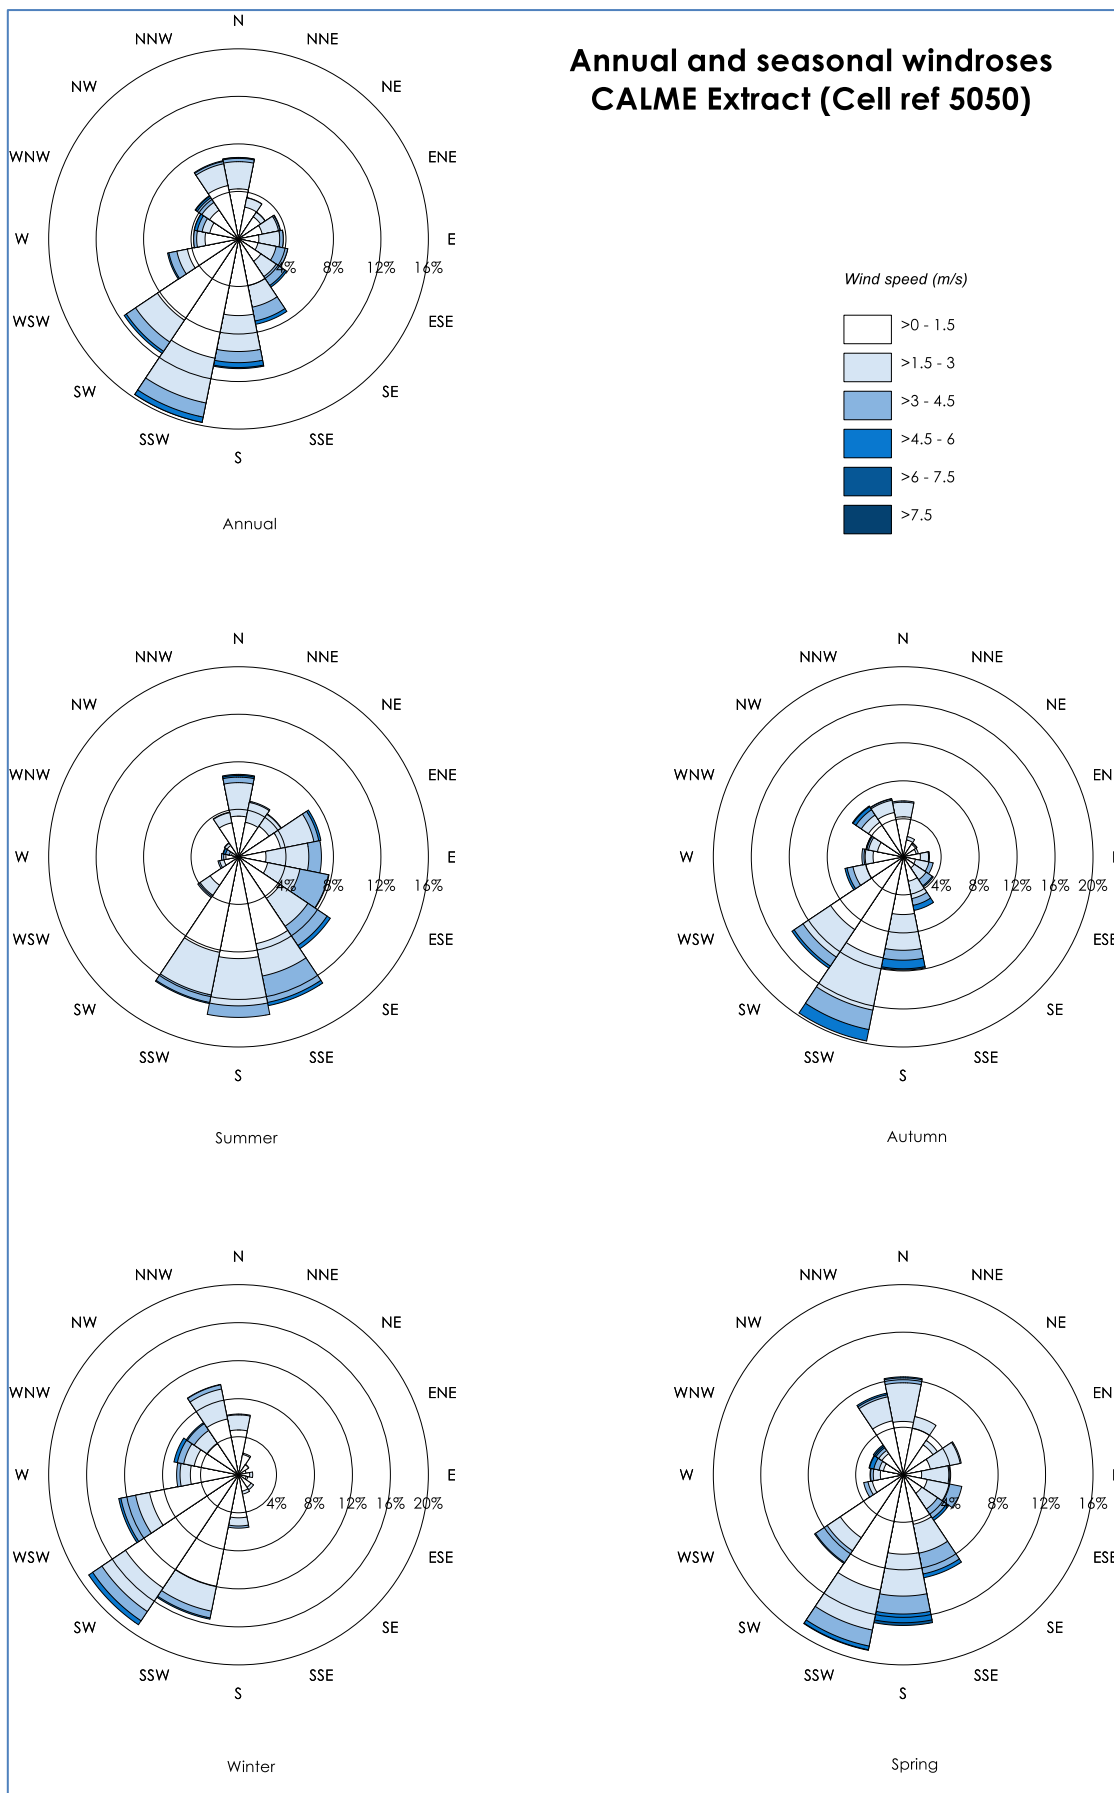 Annual and seasonal windroses
CALME Extract (Cell ref 5050)
N
NNW
NNE
NW
NE
WNW
ENE
W
E
4%
8%
12%
16%
WSW
ESE
SW
SE
SSW
SSE
S
Annual
Wind speed (m/s)
>0 - 1.5
>1.5 - 3
>3 - 4.5
>4.5 - 6
>6 - 7.5
>7.5
N
NNW
NNE
NW
NE
WNW
ENE
W
E
4%
8%
12%
16%
WSW
ESE
SW
SE
SSW
SSE
S
Summer
N
NNW
NNE
NW
NE
WNW
EN
W
4%
8%
12%
16%
20%
WSW
ESE
SW
SE
SSW
SSE
S
Autumn
N
NNW
NNE
NW
NE
WNW
ENE
W
E
4%
8%
12%
16%
20%
WSW
ESE
SW
SE
SSW
SSE
S
Winter
N
NNW
NNE
NW
NE
WNW
EN
W
4%
8%
12%
16%
WSW
ESE
SW
SE
SSW
SSE
S
Spring